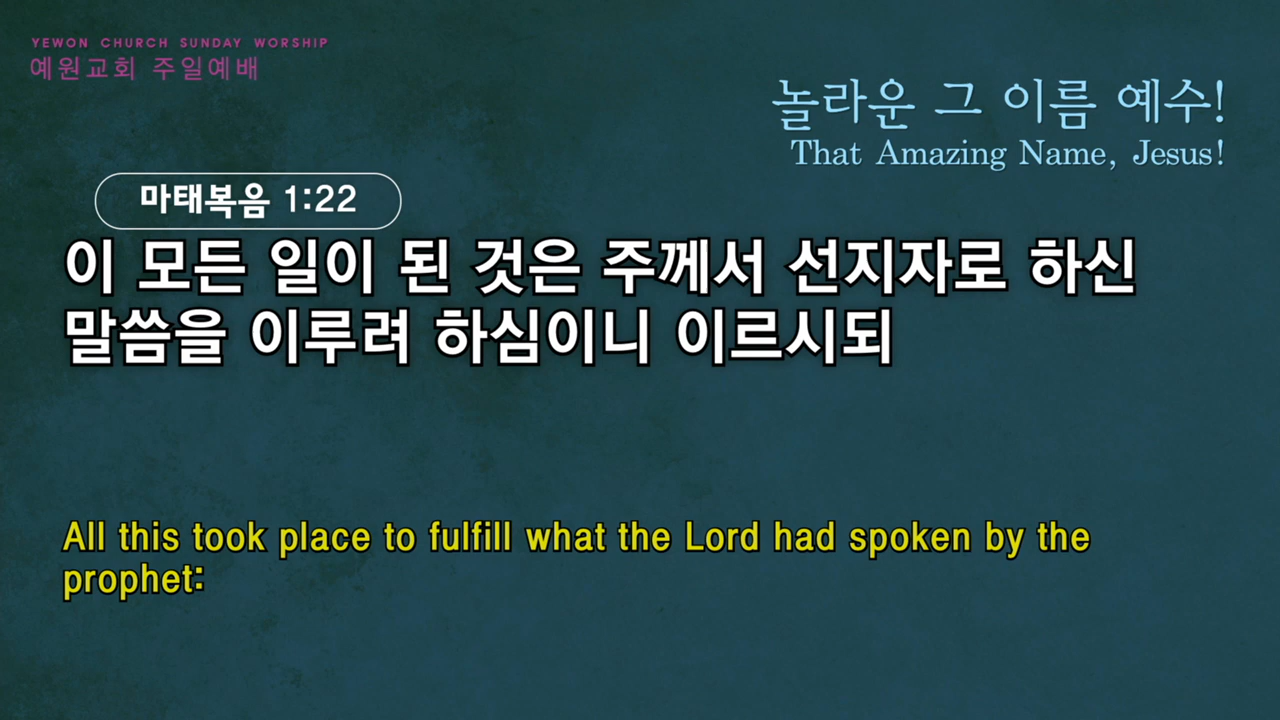 YEWON CHURCH SUNDAY WORSHIP
예원교회 주일예배
놀라운 그 이름 예수!
That Amazing Name, Jesus!
마태복음 1:22
이 모든 일이 된 것은 주께서 선지자로 하신
말씀을 이루려 하심이니 이르시되
All this took place to fulfill what the Lord had spoken by the
prophet: